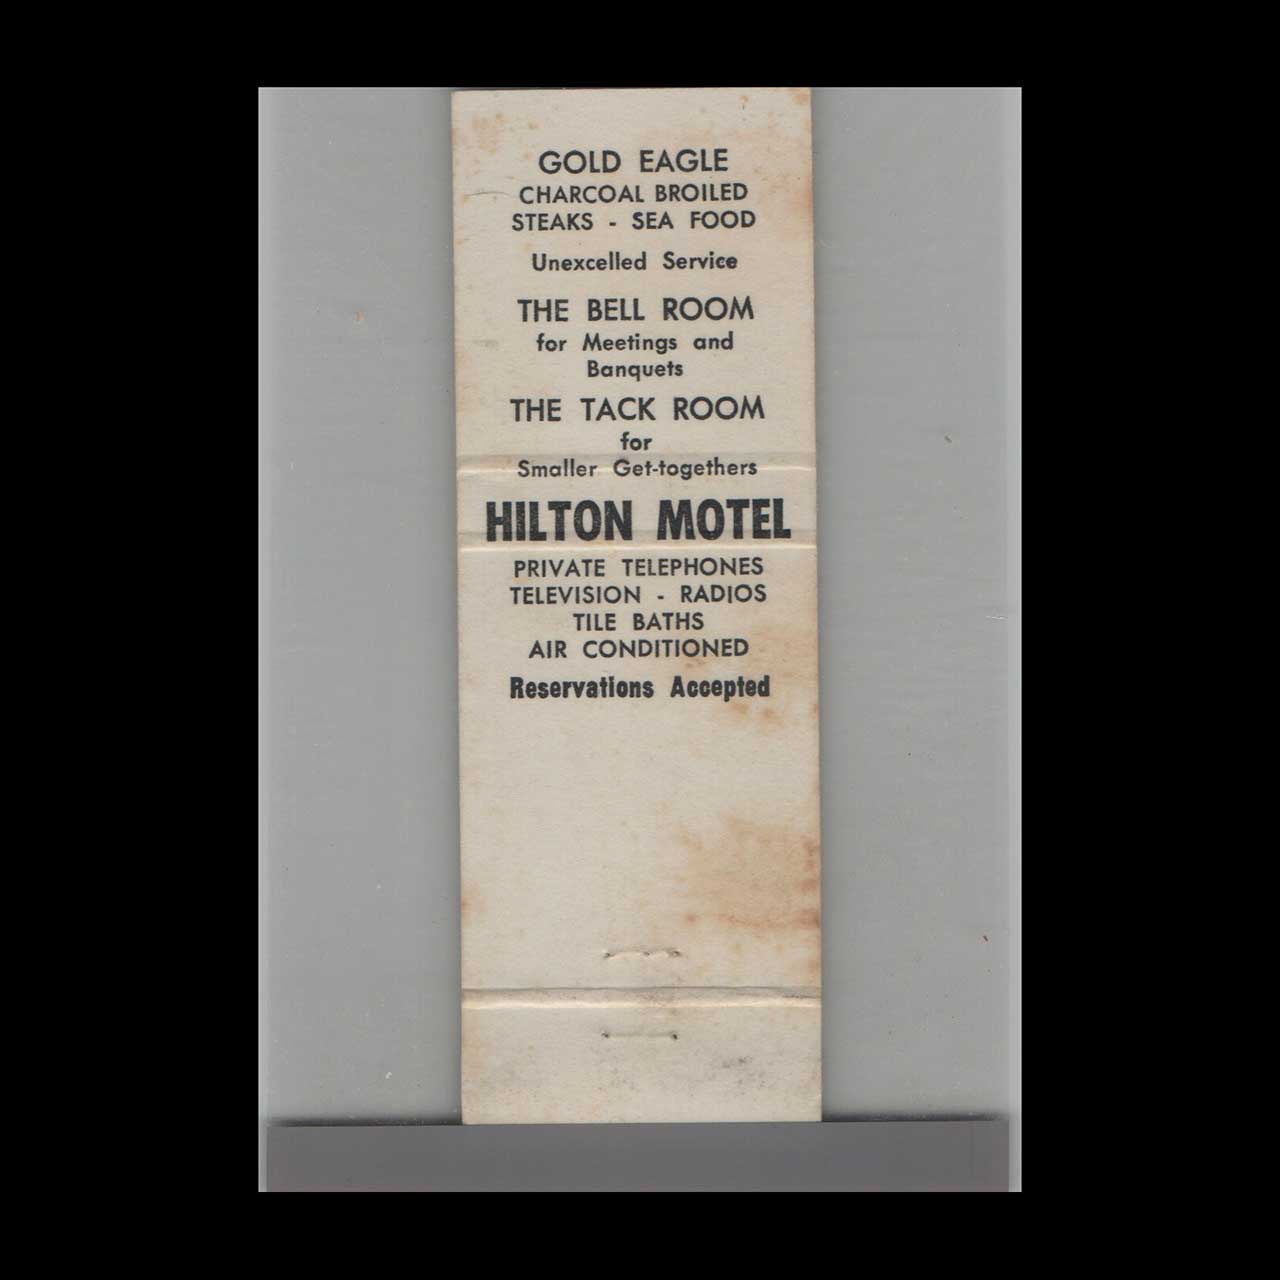 GOLD EAGLE
CHARCOAL BROILED
STEAKS - SEA FOOD
Unexcelled Service
THE BELL ROOM
for Meetings and
Banquets
THE TACK ROOM
for
Smaller Get-togethers
HILTON MOTEL
PRIVATE TELEPHONES
TELEVISION - RADIOS
TILE BATHS
AIR CONDITIONED
Reservations Accepted